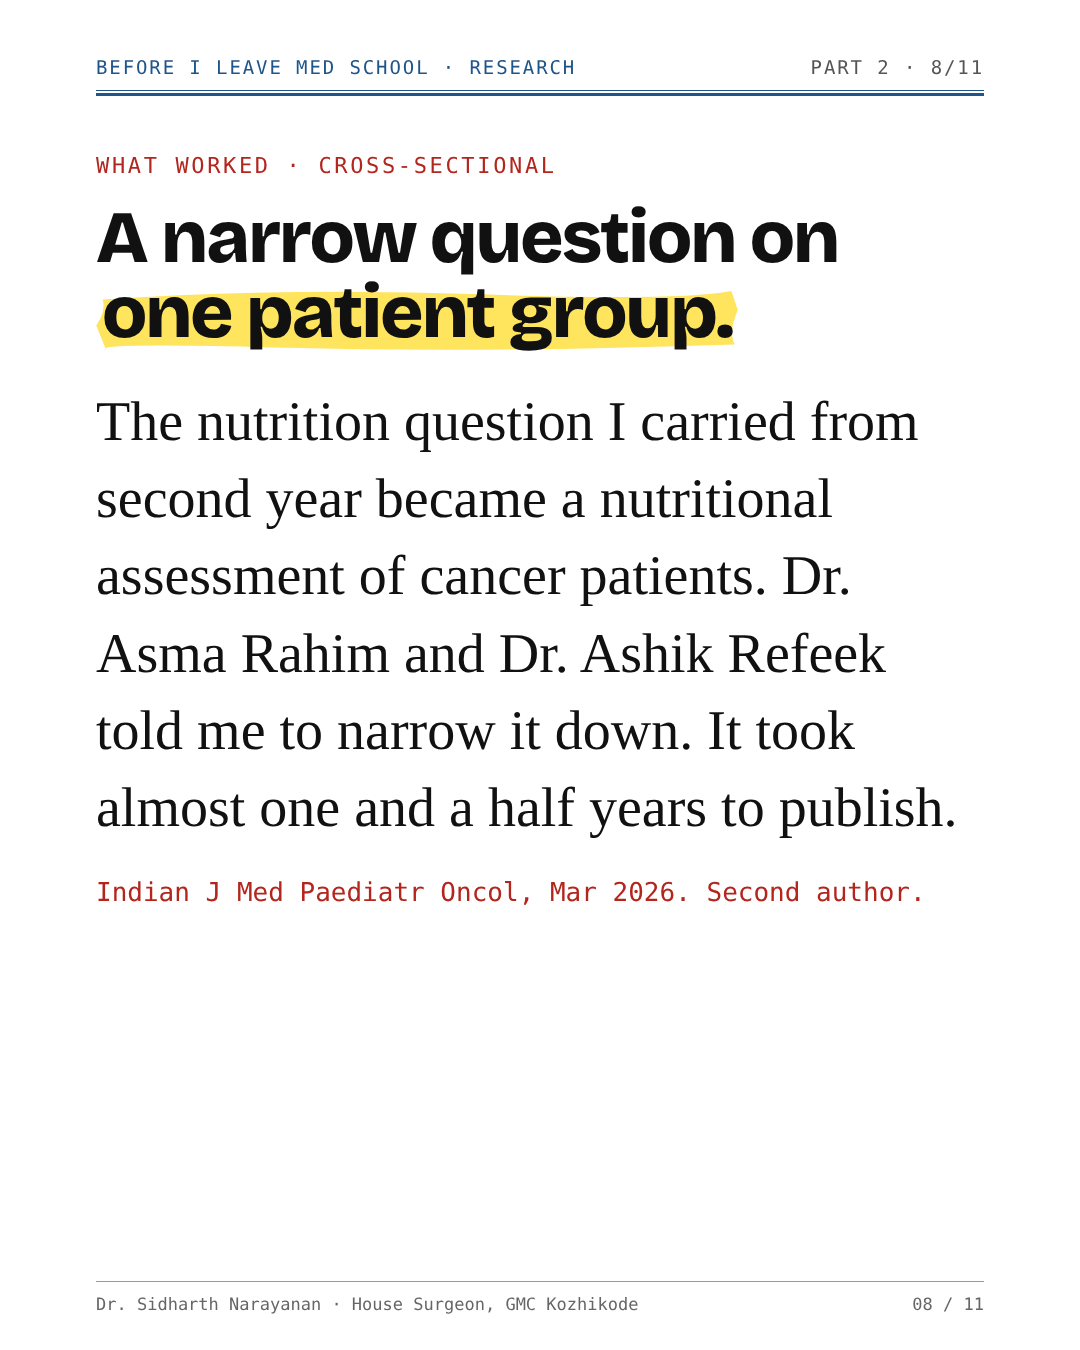 BEFORE I LEAVE MED SCHOOL · RESEARCH
PART 2 · 8/11
WHAT WORKED · CROSS-SECTIONAL
A narrow question on
one patient group.
The nutrition question I carried from
second year became a nutritional
assessment of cancer patients. Dr.
Asma Rahim and Dr. Ashik Refeek
told me to narrow it down. It took
almost one and a half years to publish.
Indian J Med Paediatr Oncol, Mar 2026. Second author.
Dr. Sidharth Narayanan · House Surgeon, GMC Kozhikode
08 / 11